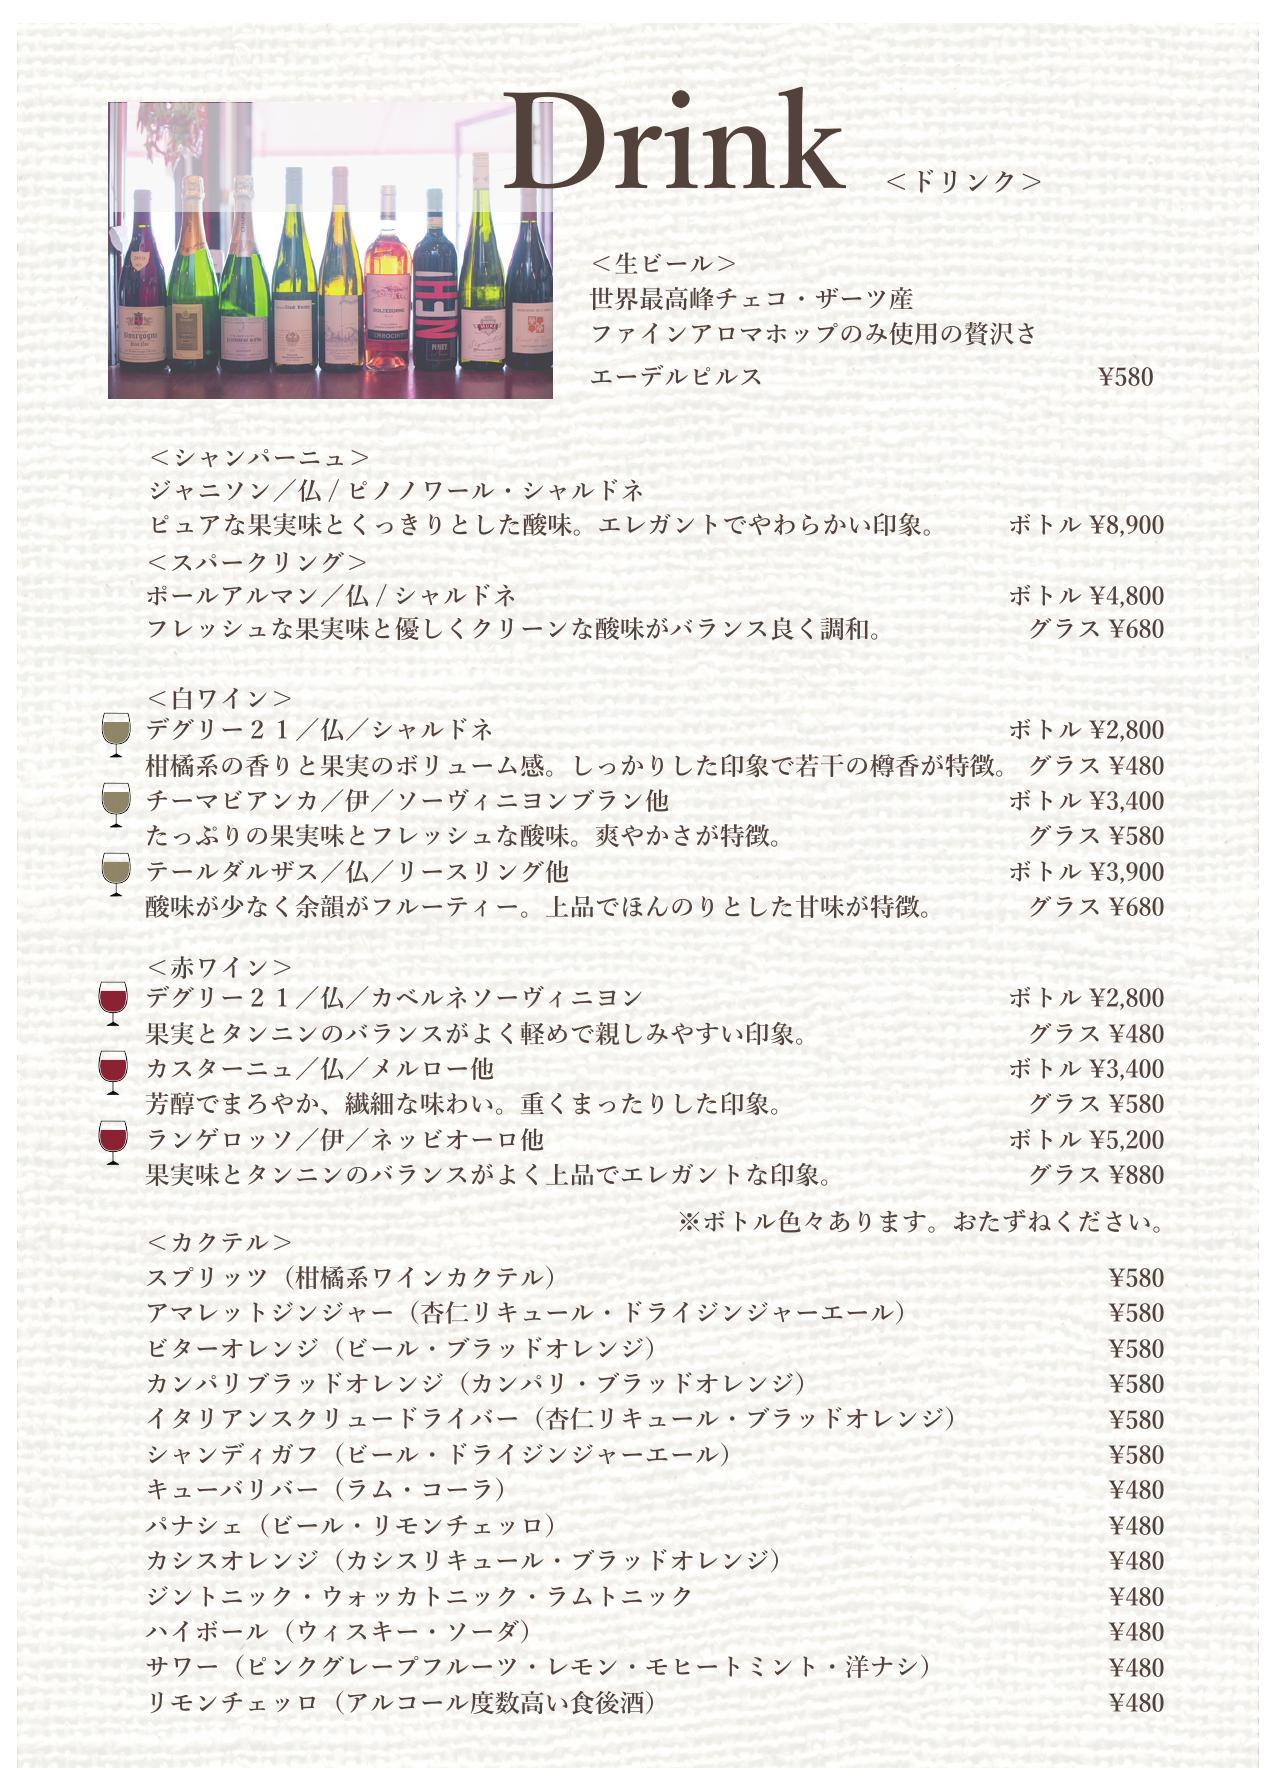 Drink
＜ドリンク＞
＜生ビール＞
世界最高峰チェコ・ザーツ産
ファインアロマホップのみ使用の贅沢さ
エーデルピルス ¥580
＜シャンパーニュ＞
ジャニソン／仏 / ピノノワール・シャルドネ
ピュアな果実味とくっきりとした酸味。エレガントでやわらかい印象。 ボトル ¥8,900
＜スパークリング＞
ポールアルマン／仏 / シャルドネ ボトル ¥4,800
フレッシュな果実味と優しくクリーンな酸味がバランス良く調和。 グラス ¥680
＜白ワイン＞
デグリー２１／仏／シャルドネ ボトル ¥2,800
柑橘系の香りと果実のボリューム感。しっかりした印象で若干の樽香が特徴。 グラス ¥480
チーマビアンカ／伊／ソーヴィニヨンブラン他 ボトル ¥3,400
たっぷりの果実味とフレッシュな酸味。爽やかさが特徴。 グラス ¥580
テールダルザス／仏／リースリング他 ボトル ¥3,900
酸味が少なく余韻がフルーティー。上品でほんのりとした甘味が特徴。 グラス ¥680
＜赤ワイン＞
デグリー２１／仏／カベルネソーヴィニヨン ボトル ¥2,800
果実とタンニンのバランスがよく軽めで親しみやすい印象。 グラス ¥480
カスターニュ／仏／メルロー他 ボトル ¥3,400
芳醇でまろやか、繊細な味わい。重くまったりした印象。 グラス ¥580
ランゲロッソ／伊／ネッビオーロ他 ボトル ¥5,200
果実味とタンニンのバランスがよく上品でエレガントな印象。 グラス ¥880
※ボトル色々あります。おたずねください。
＜カクテル＞
スプリッツ（柑橘系ワインカクテル） ¥580
アマレットジンジャー（杏仁リキュール・ドライジンジャーエール） ¥580
ビターオレンジ（ビール・ブラッドオレンジ） ¥580
カンパリブラッドオレンジ（カンパリ・ブラッドオレンジ） ¥580
イタリアンスクリュードライバー（杏仁リキュール・ブラッドオレンジ） ¥580
シャンディガフ（ビール・ドライジンジャーエール） ¥580
キューバリバー（ラム・コーラ） ¥480
パナシェ（ビール・リモンチェッロ） ¥480
カシスオレンジ（カシスリキュール・ブラッドオレンジ） ¥480
ジントニック・ウォッカトニック・ラムトニック ¥480
ハイボール（ウィスキー・ソーダ） ¥480
サワー（ピンクグレープフルーツ・レモン・モヒートミント・洋ナシ） ¥480
リモンチェッロ（アルコール度数高い食後酒） ¥480